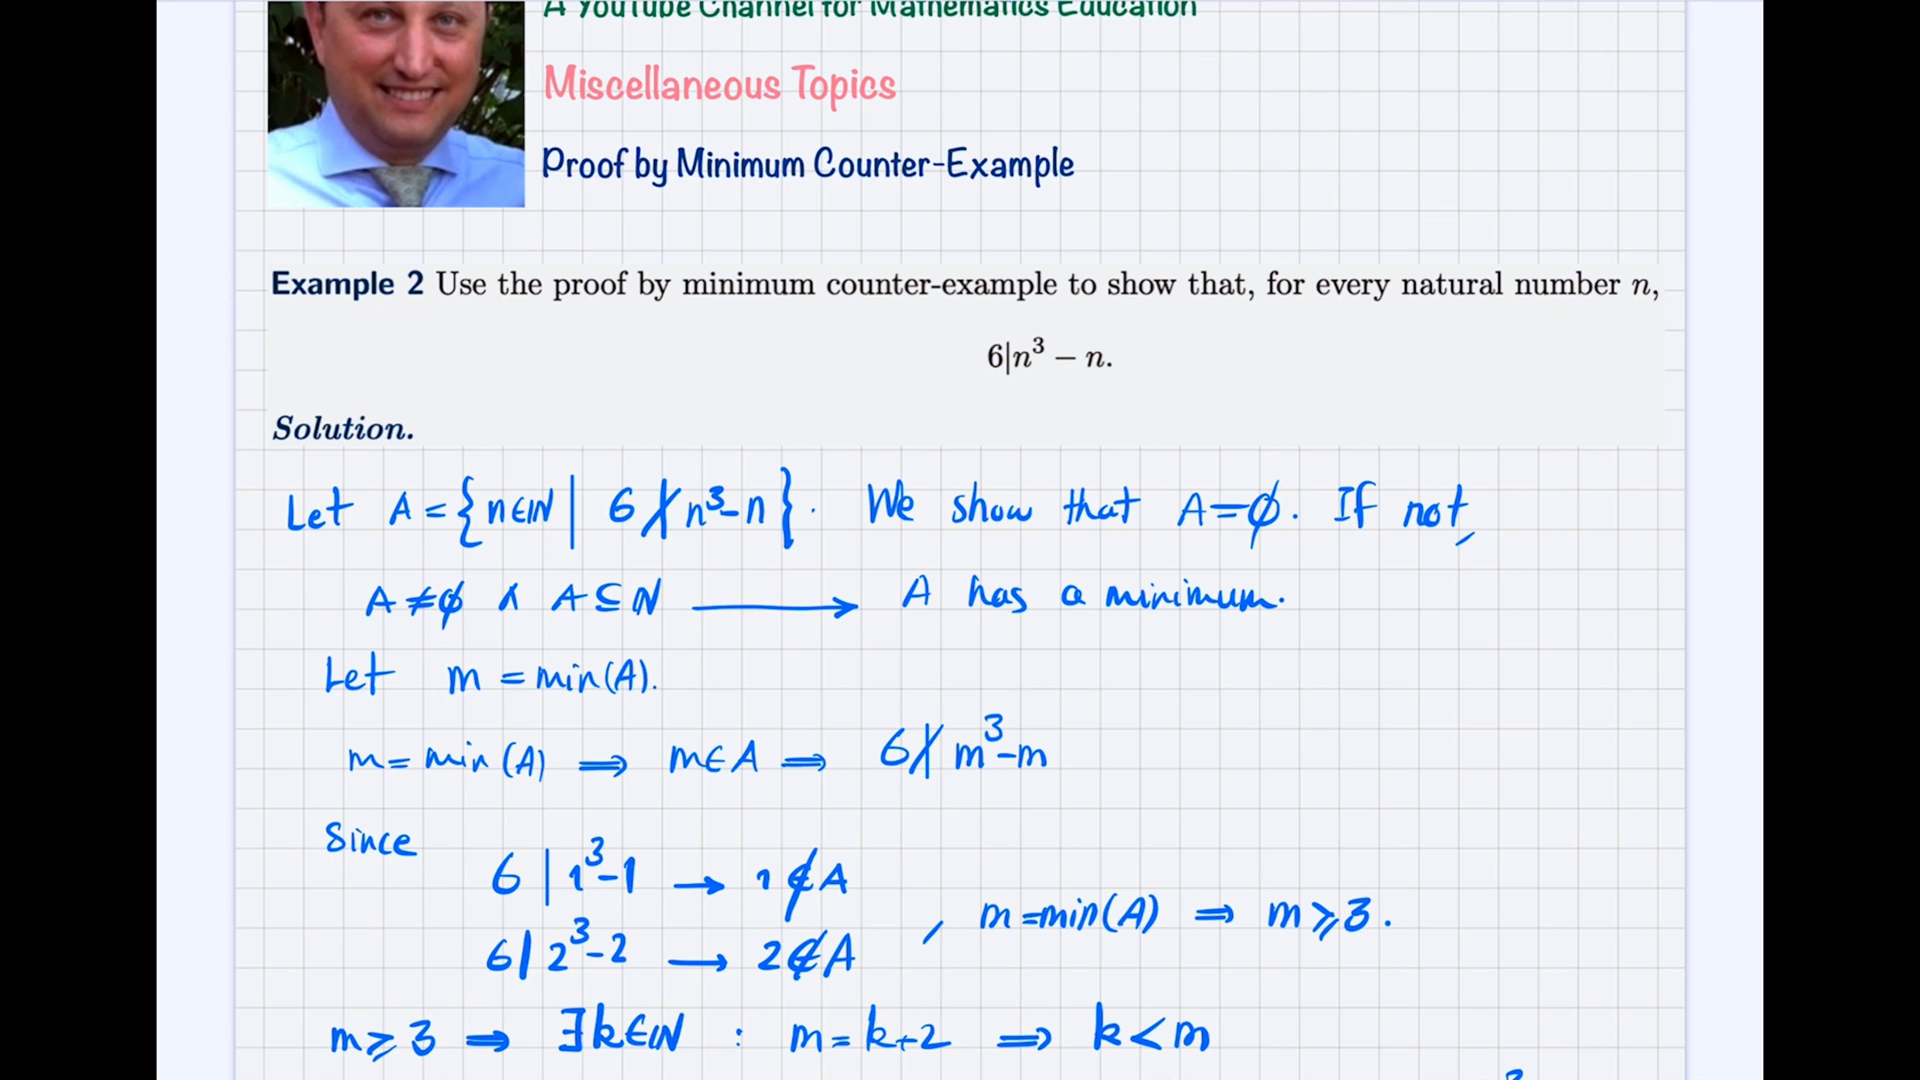 A YouTube Channel for Mathematics Education
Miscellaneous Topics
Proof by Minimum Counter-Example
Example 2 Use the proof by minimum counter-example to show that, for every natural number n,
6|n³ − n.
Solution.
Let A = {n∈ℕ | 6∤n³-n}. We show that A=∅. If not,
A≠∅ ∧ A⊆ℕ ⟶ A has a minimum.
Let m = min(A).
m = min (A) ⟹ m∈A ⟹ 6∤m³-m
Since
6 | 1³-1 → 1∉A
6 | 2³-2 → 2∉A , m=min(A) ⟹ m⩾3.
m⩾3 ⟹ ∃k∈ℕ : m=k+2 ⟹ k<m